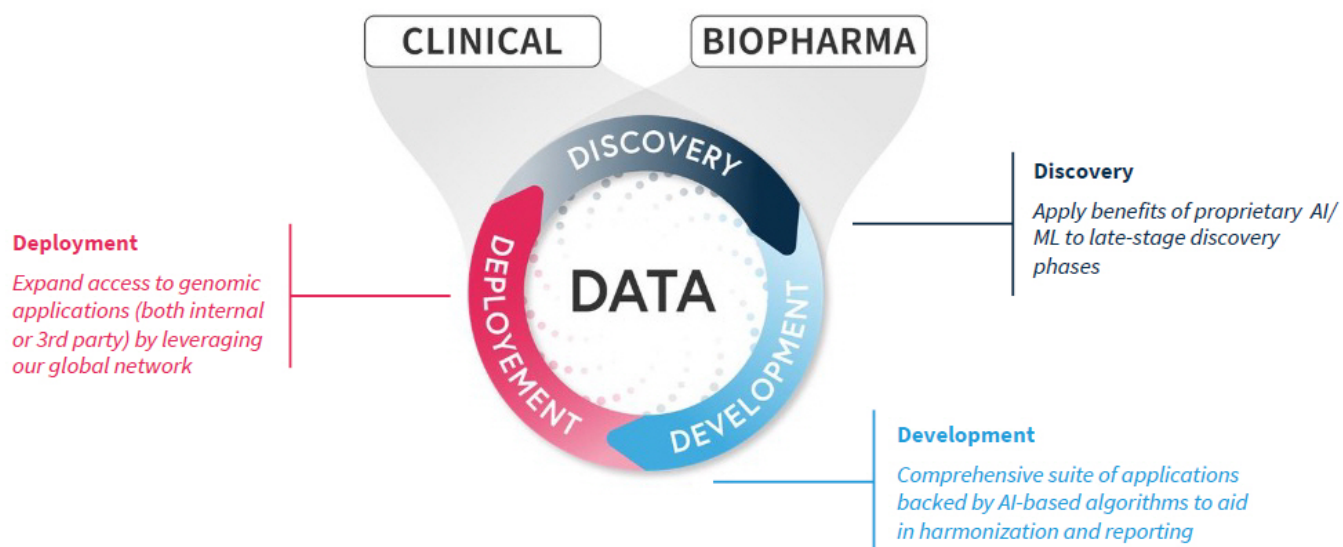 CLINICAL
BIOPHARMA
DISCOVERY
DEVELOPMENT
DEPLOYEMENT
DATA
Discovery
Apply benefits of proprietary AI/
ML to late-stage discovery
phases
Deployment
Expand access to genomic
applications (both internal
or 3rd party) by leveraging
our global network
Development
Comprehensive suite of applications
backed by AI-based algorithms to aid
in harmonization and reporting